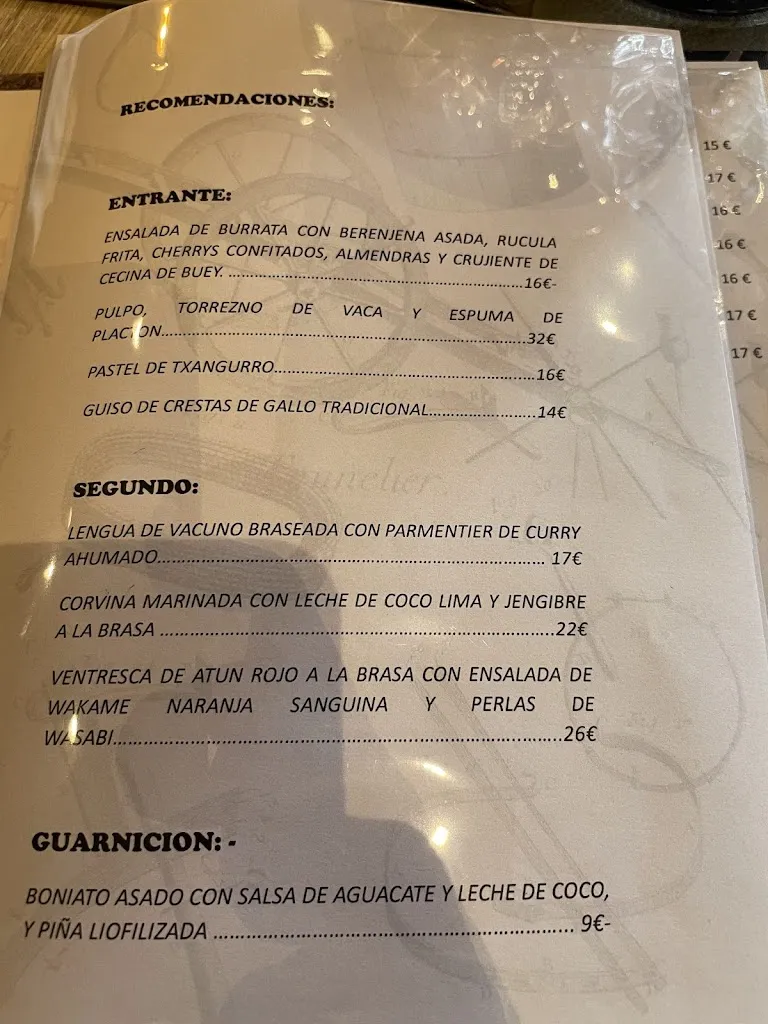 RECOMENDACIONES:
ENTRANTE:
ENSALADA DE BURRATA CON BERENJENA ASADA, RUCULA
FRITA, CHERRYS CONFITADOS, ALMENDRAS Y CRUJIENTE DE
CECINA DE BUEY. ..........................................................16€-
PULPO, TORREZNO DE VACA Y ESPUMA DE
PLACTON.......................................................................32€
PASTEL DE TXANGURRO....................................................16€
GUISO DE CRESTAS DE GALLO TRADICIONAL.....................14€
SEGUNDO:
LENGUA DE VACUNO BRASEADA CON PARMENTIER DE CURRY
AHUMADO....................................................................... 17€
CORVINA MARINADA CON LECHE DE COCO LIMA Y JENGIBRE
A LA BRASA .....................................................................22€
VENTRESCA DE ATUN ROJO A LA BRASA CON ENSALADA DE
WAKAME NARANJA SANGUINA Y PERLAS DE
WASABI..............................................................................26€
GUARNICION: -
BONIATO ASADO CON SALSA DE AGUACATE Y LECHE DE COCO,
Y PIÑA LIOFILIZADA ............................................................ 9€-
15 €
17 €
16 €
16 €
16 €
17 €
17 €